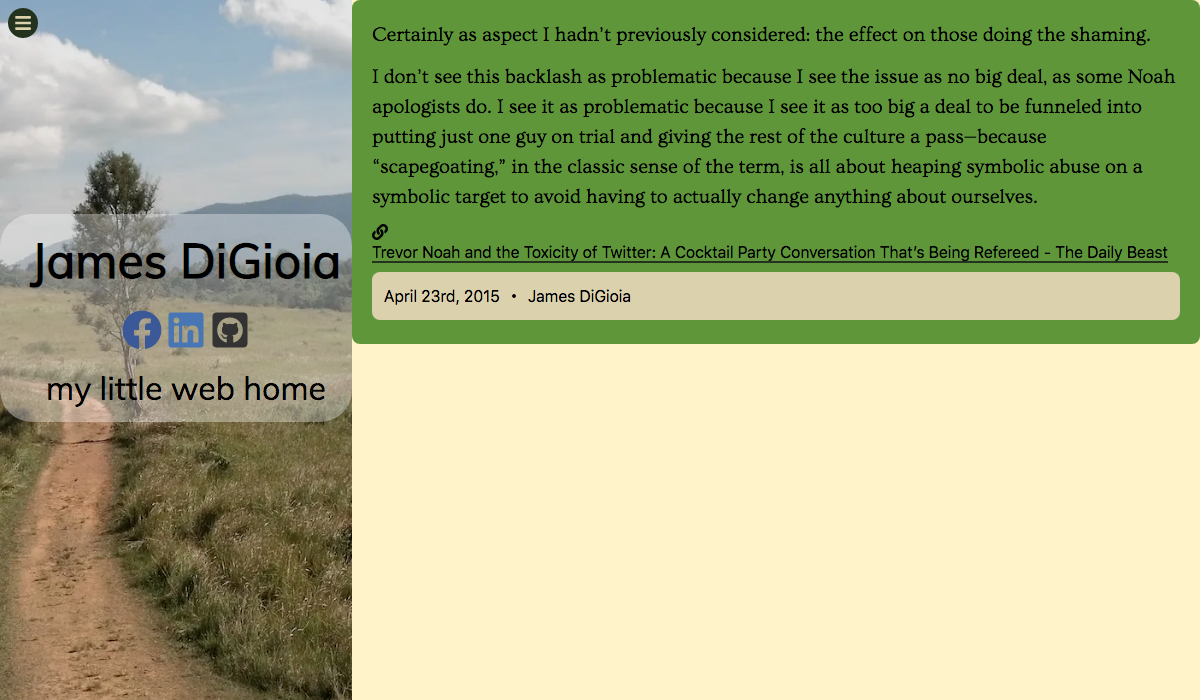 James DiGioia
my little web home
Certainly as aspect I hadn’t previously considered: the effect on those doing the shaming.
I don’t see this backlash as problematic because I see the issue as no big deal, as some Noah
apologists do. I see it as problematic because I see it as too big a deal to be funneled into
putting just one guy on trial and giving the rest of the culture a pass—because
“scapegoating,” in the classic sense of the term, is all about heaping symbolic abuse on a
symbolic target to avoid having to actually change anything about ourselves.
Trevor Noah and the Toxicity of Twitter: A Cocktail Party Conversation That’s Being Refereed - The Daily Beast
April 23rd, 2015 • James DiGioia